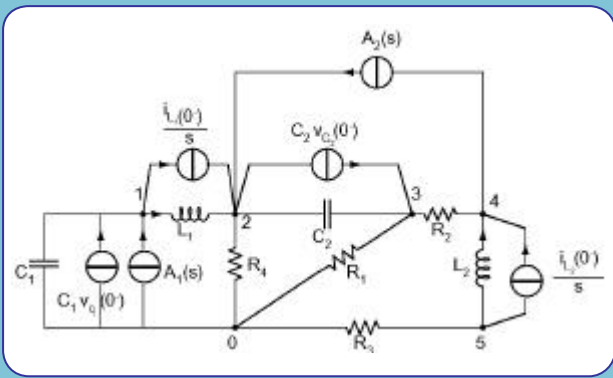 A₂(s)
i_L₁(0⁻)
s
C₂ v_C₂(0⁻)
1
2
3
4
L₁
C₂
R₂
C₁
C₁ v_C₁(0⁻)
A₁(s)
R₄
R₁
L₂
i_L₂(0⁻)
s
0
R₃
5